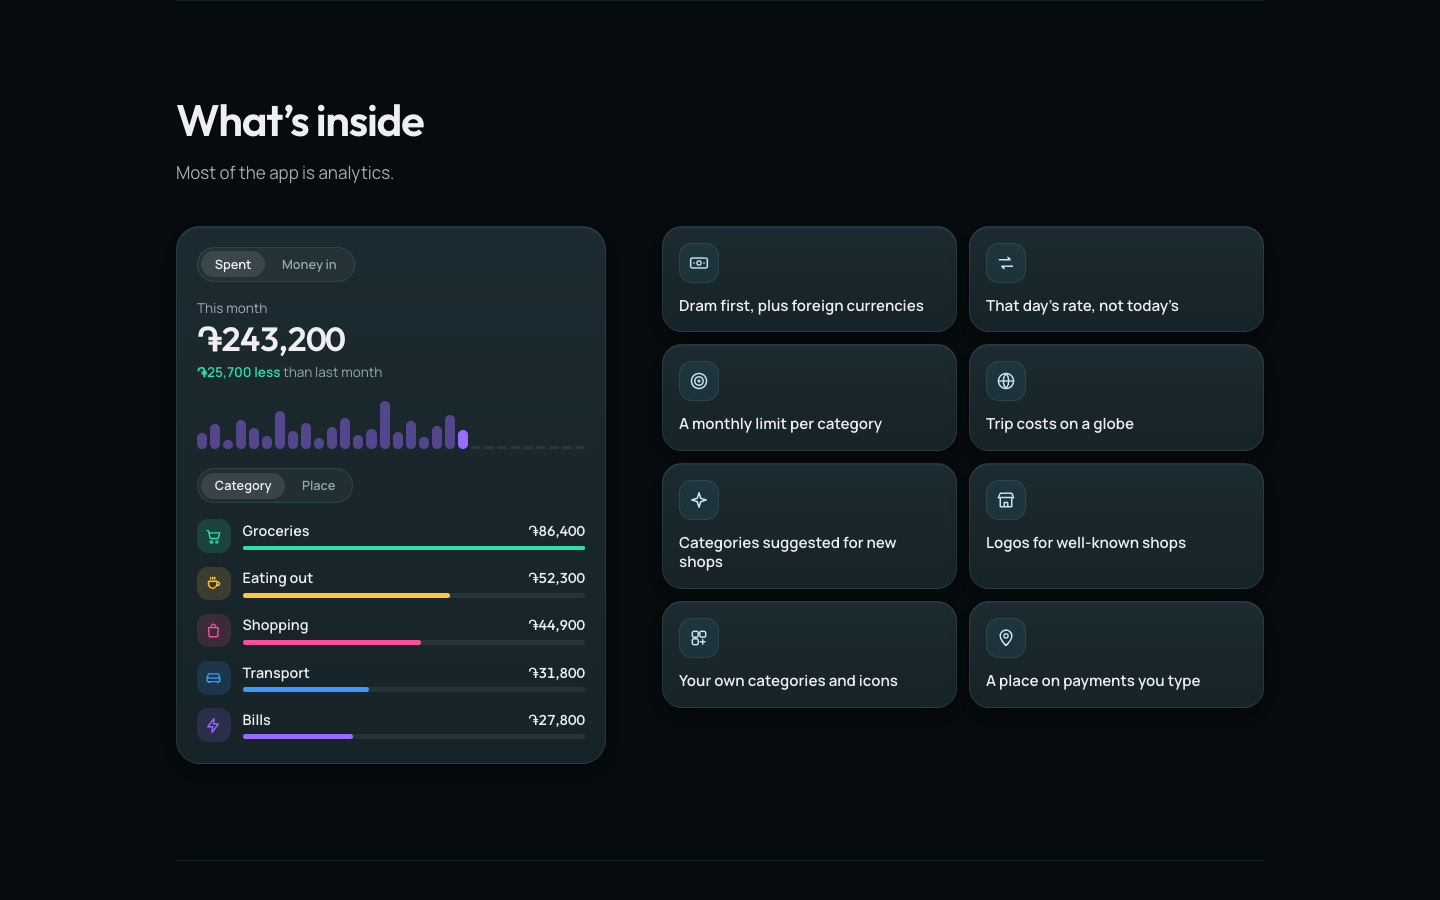 What's inside
Most of the app is analytics.
Spent Money in
This month
֏243,200
֏25,700 less than last month
Category Place
Groceries ֏86,400
Eating out ֏52,300
Shopping ֏44,900
Transport ֏31,800
Bills ֏27,800
Dram first, plus foreign currencies
That day's rate, not today's
A monthly limit per category
Trip costs on a globe
Categories suggested for new
shops
Logos for well-known shops
Your own categories and icons
A place on payments you type